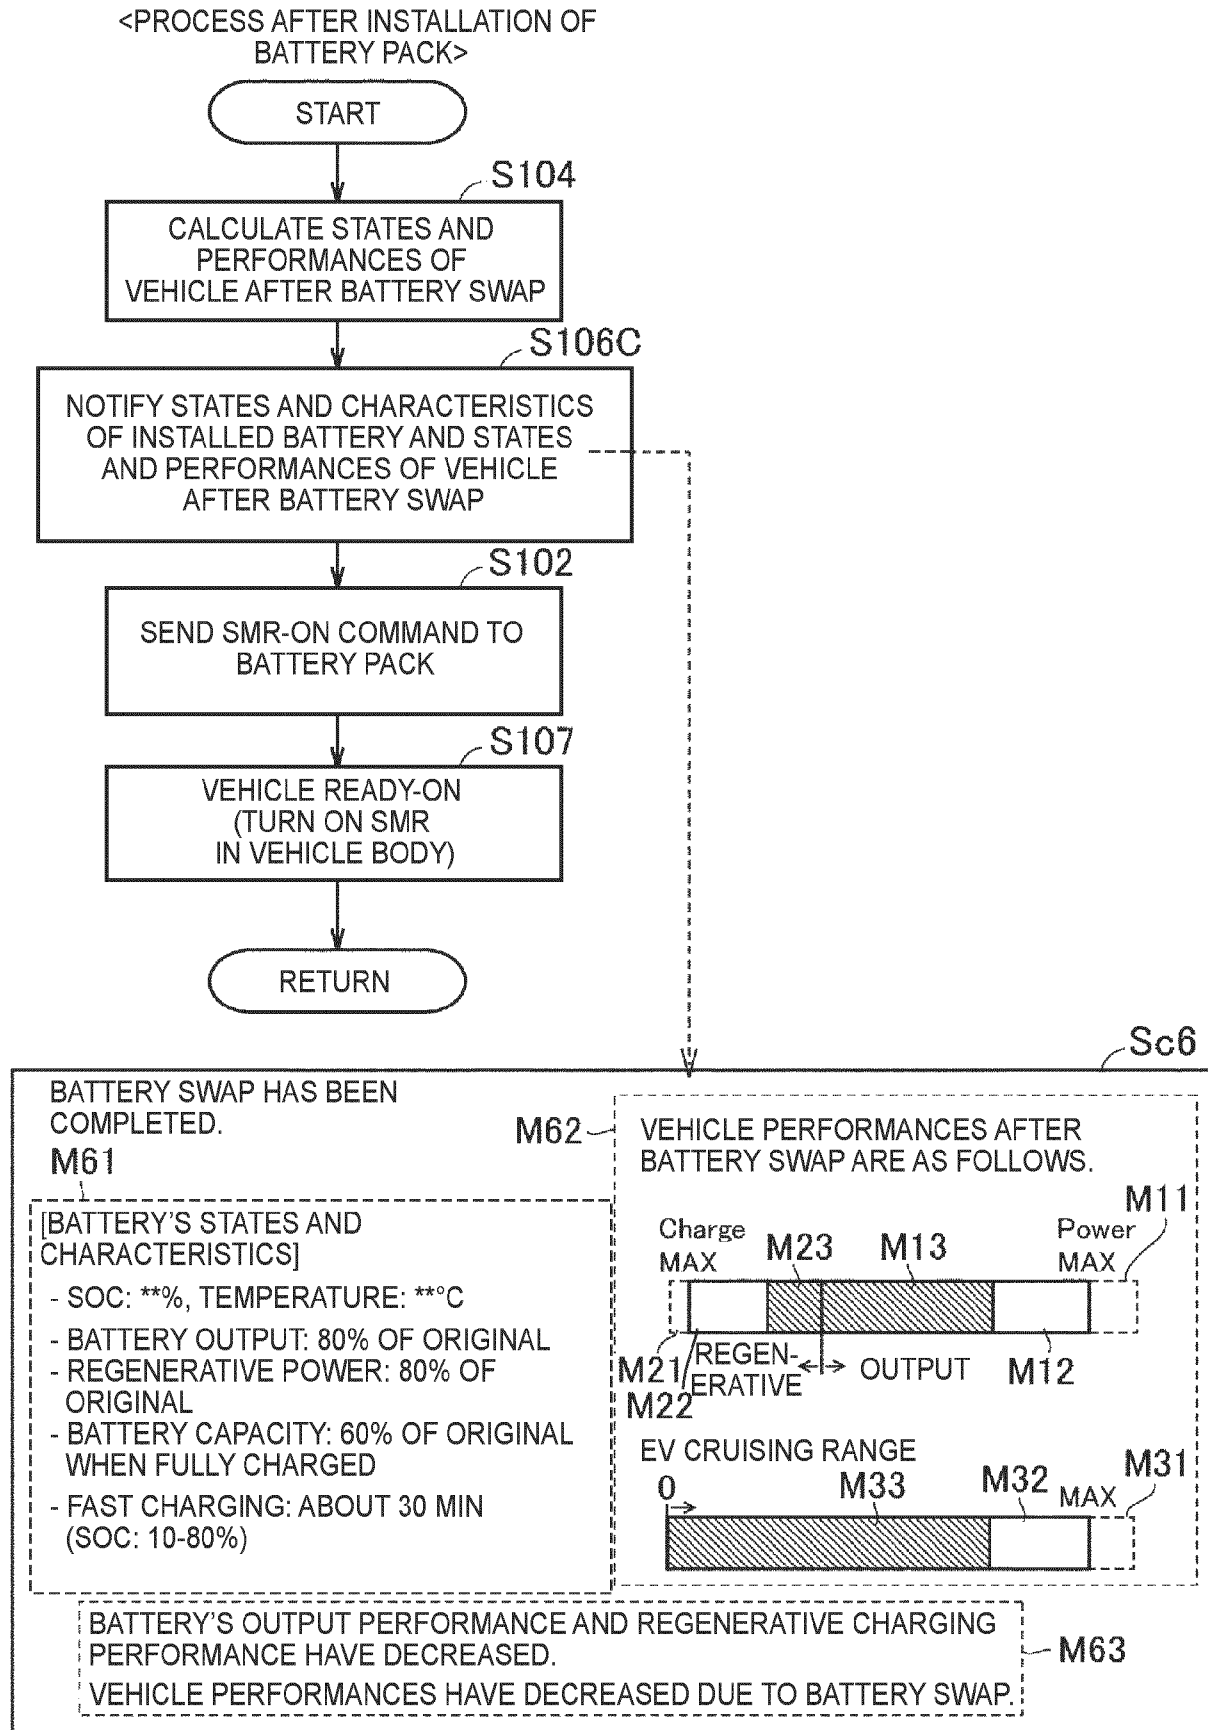 <PROCESS AFTER INSTALLATION OF
BATTERY PACK>
START
S104
CALCULATE STATES AND
PERFORMANCES OF
VEHICLE AFTER BATTERY SWAP
S106C
NOTIFY STATES AND CHARACTERISTICS
OF INSTALLED BATTERY AND STATES
AND PERFORMANCES OF VEHICLE
AFTER BATTERY SWAP
S102
SEND SMR-ON COMMAND TO
BATTERY PACK
S107
VEHICLE READY-ON
(TURN ON SMR
IN VEHICLE BODY)
RETURN
Sc6
BATTERY SWAP HAS BEEN
COMPLETED.
M61
[BATTERY'S STATES AND
CHARACTERISTICS]
- SOC: **%, TEMPERATURE: **°C
- BATTERY OUTPUT: 80% OF ORIGINAL
- REGENERATIVE POWER: 80% OF
ORIGINAL
- BATTERY CAPACITY: 60% OF ORIGINAL
WHEN FULLY CHARGED
- FAST CHARGING: ABOUT 30 MIN
(SOC: 10-80%)
M62
VEHICLE PERFORMANCES AFTER
BATTERY SWAP ARE AS FOLLOWS.
M11
Charge
MAX
M23
M13
Power
MAX
M21
M22
REGEN-
ERATIVE
OUTPUT
M12
EV CRUISING RANGE
0
M33
M32
MAX
M31
BATTERY'S OUTPUT PERFORMANCE AND REGENERATIVE CHARGING
PERFORMANCE HAVE DECREASED.
VEHICLE PERFORMANCES HAVE DECREASED DUE TO BATTERY SWAP.
M63